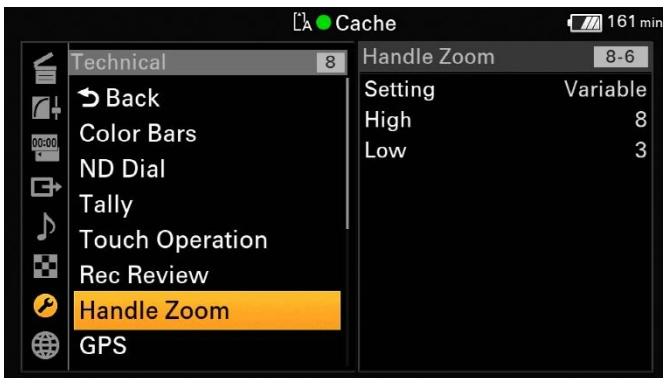 A Cache 161 min
Technical 8
Back
Color Bars
ND Dial
Tally
Touch Operation
Rec Review
Handle Zoom
GPS
00:00
Handle Zoom 8-6
Setting Variable
High 8
Low 3